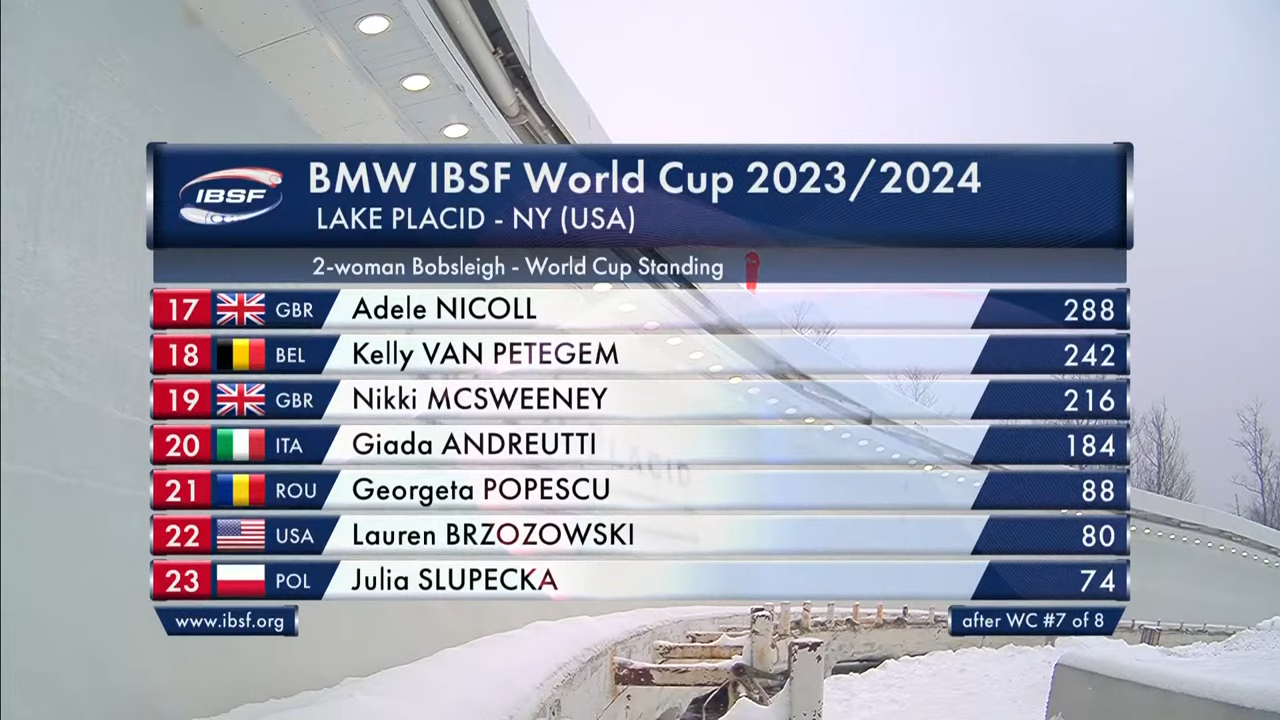 IBSF
BMW IBSF World Cup 2023/2024
LAKE PLACID - NY (USA)
2-woman Bobsleigh - World Cup Standing
17 GBR Adele NICOLL 288
18 BEL Kelly VAN PETEGEM 242
19 GBR Nikki MCSWEENEY 216
20 ITA Giada ANDREUTTI 184
21 ROU Georgeta POPESCU 88
22 USA Lauren BRZOZOWSKI 80
23 POL Julia SLUPECKA 74
www.ibsf.org after WC #7 of 8